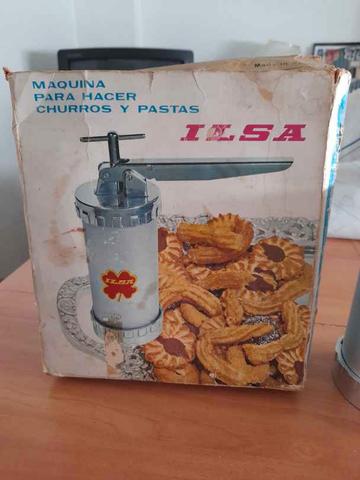 MAQUINA
PARA HACER
CHURROS Y PASTAS
ILSA
ILSA